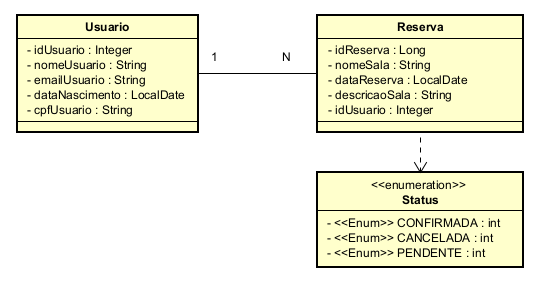 Usuario
- idUsuario : Integer
- nomeUsuario : String
- emailUsuario : String
- dataNascimento : LocalDate
- cpfUsuario : String
1
N
Reserva
- idReserva : Long
- nomeSala : String
- dataReserva : LocalDate
- descricaoSala : String
- idUsuario : Integer
<<enumeration>>
Status
- <<Enum>> CONFIRMADA : int
- <<Enum>> CANCELADA : int
- <<Enum>> PENDENTE : int